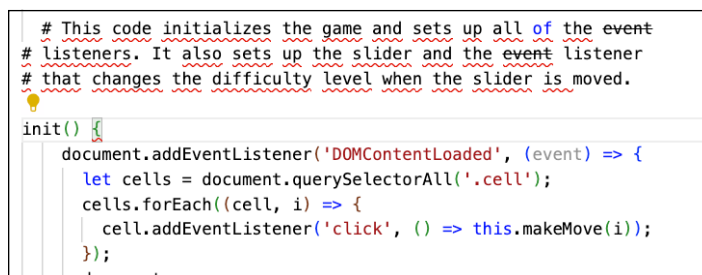 # This code initializes the game and sets up all of the event
# listeners. It also sets up the slider and the event listener
# that changes the difficulty level when the slider is moved.
init() {
document.addEventListener('DOMContentLoaded', (event) => {
let cells = document.querySelectorAll('.cell');
cells.forEach((cell, i) => {
cell.addEventListener('click', () => this.makeMove(i));
});